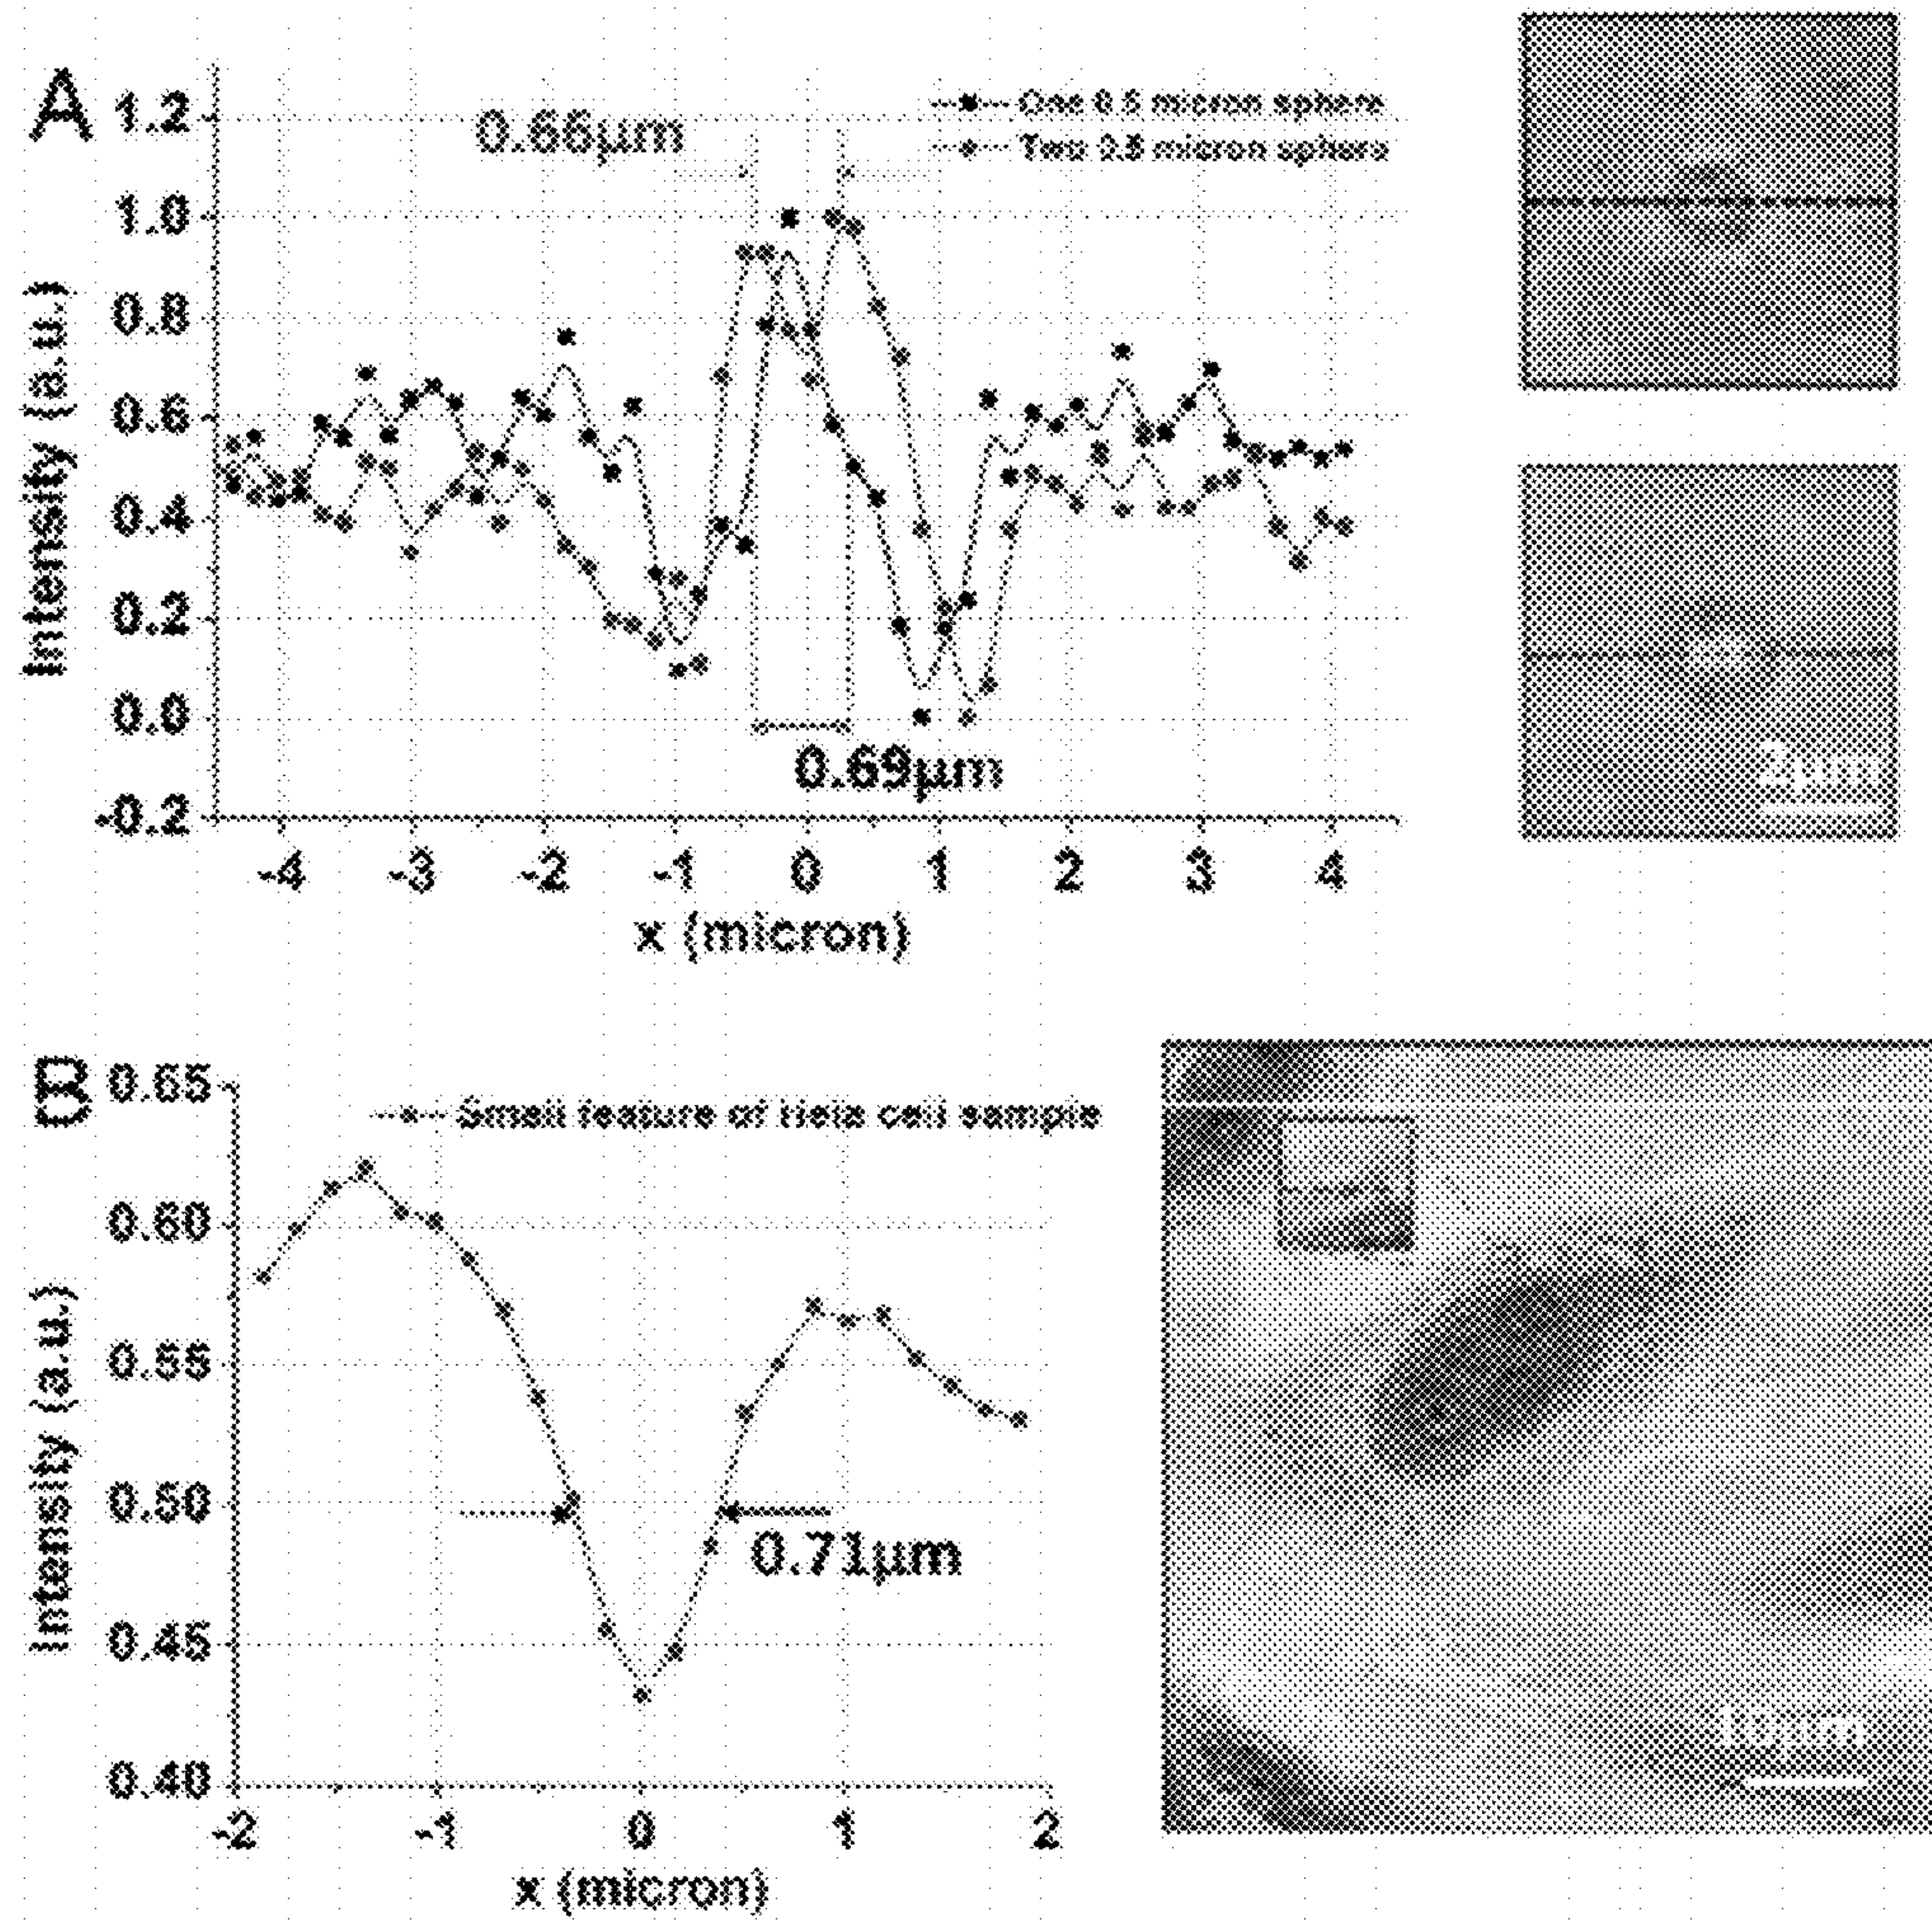 A
1.2
1.0
0.8
0.6
0.4
0.2
0.0
-0.2
Intensity (a.u.)
0.66μm
One 0.5 micron sphere
Two 0.5 micron sphere
0.69μm
-4 -3 -2 -1 0 1 2 3 4
x (micron)
2μm
B
0.65
0.60
0.55
0.50
0.45
0.40
Intensity (a.u.)
Small feature of Hela cell sample
0.71μm
-2 -1 0 1 2
x (micron)
10μm